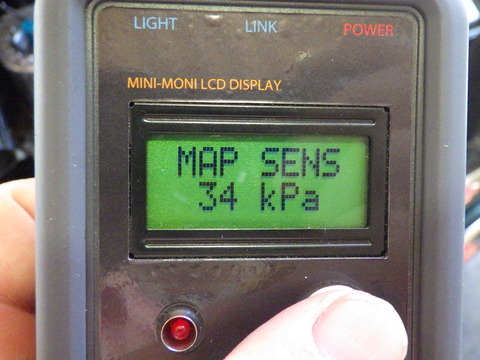 LIGHT LINK POWER
MINI-MONI LCD DISPLAY
MAP SENS
34 kPa